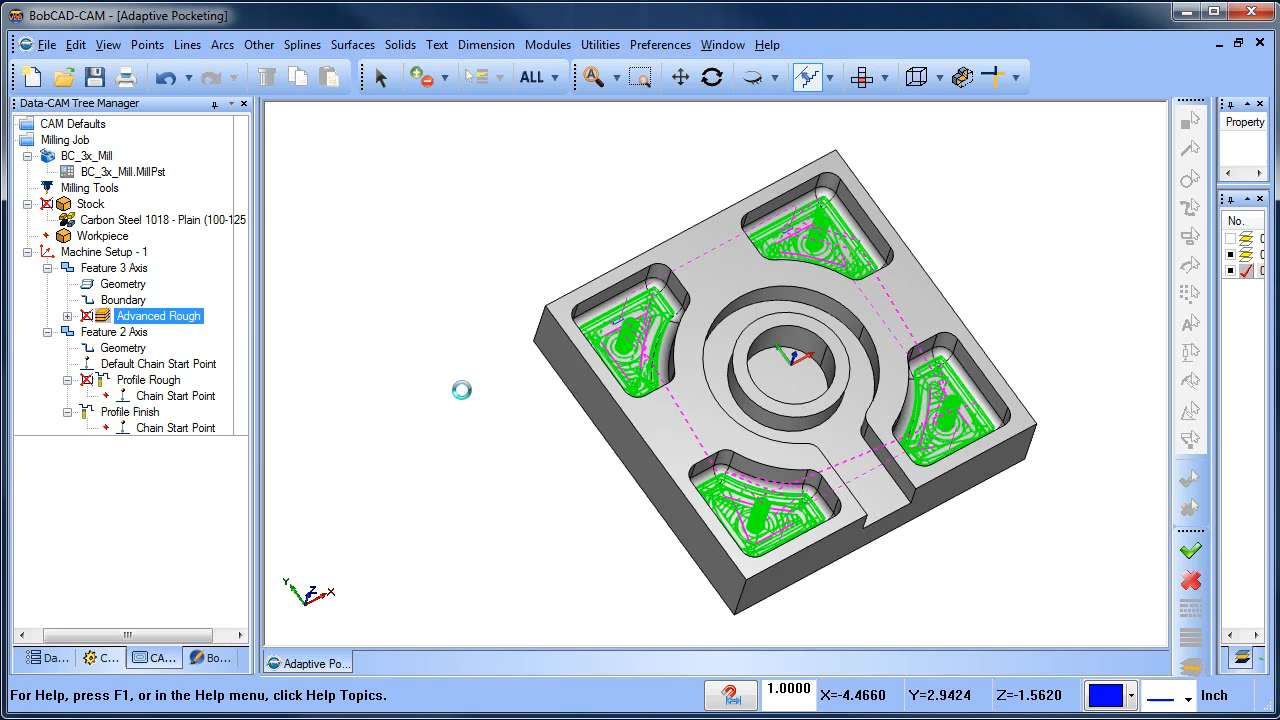 BobCAD-CAM - [Adaptive Pocketing]
File Edit View Points Lines Arcs Other Splines Surfaces Solids Text Dimension Modules Utilities Preferences Window Help
ALL
Data-CAM Tree Manager
CAM Defaults
Milling Job
BC_3x_Mill
BC_3x_Mill.MillPst
Milling Tools
Stock
Carbon Steel 1018 - Plain (100-125
Workpiece
Machine Setup - 1
Feature 3 Axis
Geometry
Boundary
Advanced Rough
Feature 2 Axis
Geometry
Default Chain Start Point
Profile Rough
Chain Start Point
Profile Finish
Chain Start Point
Property
No.
Y Z X
Da... C... CA... Bo...
Adaptive Po...
For Help, press F1, or in the Help menu, click Help Topics.
1.0000 X=-4.4660 Y=2.9424 Z=-1.5620 Inch